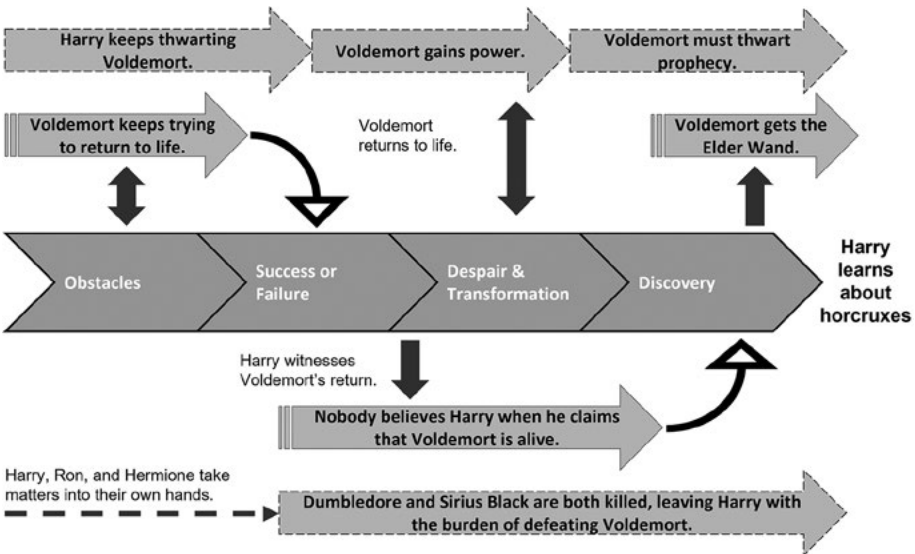 Harry keeps thwarting
Voldemort.
Voldemort gains power.
Voldemort must thwart
prophecy.
Voldemort keeps trying
to return to life.
Voldemort
returns to life.
Voldemort gets the
Elder Wand.
Obstacles
Success or
Failure
Despair &
Transformation
Discovery
Harry
learns
about
horcruxes
Harry witnesses
Voldemort's return.
Nobody believes Harry when he claims
that Voldemort is alive.
Harry, Ron, and Hermione take
matters into their own hands.
Dumbledore and Sirius Black are both killed, leaving Harry with
the burden of defeating Voldemort.